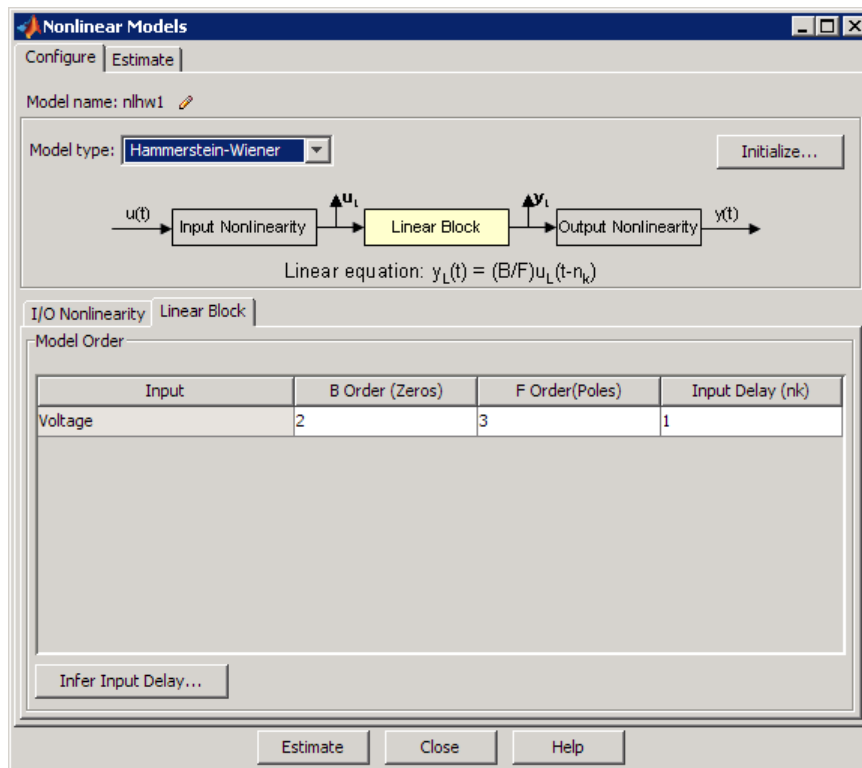 Nonlinear Models
Configure Estimate
Model name: nlhw1
Model type: Hammerstein-Wiener Initialize...
u(t) Input Nonlinearity uL Linear Block yL Output Nonlinearity y(t)
Linear equation: yL(t) = (B/F)uL(t-nk)
I/O Nonlinearity Linear Block
Model Order
Input B Order (Zeros) F Order(Poles) Input Delay (nk)
Voltage 2 3 1
Infer Input Delay...
Estimate Close Help